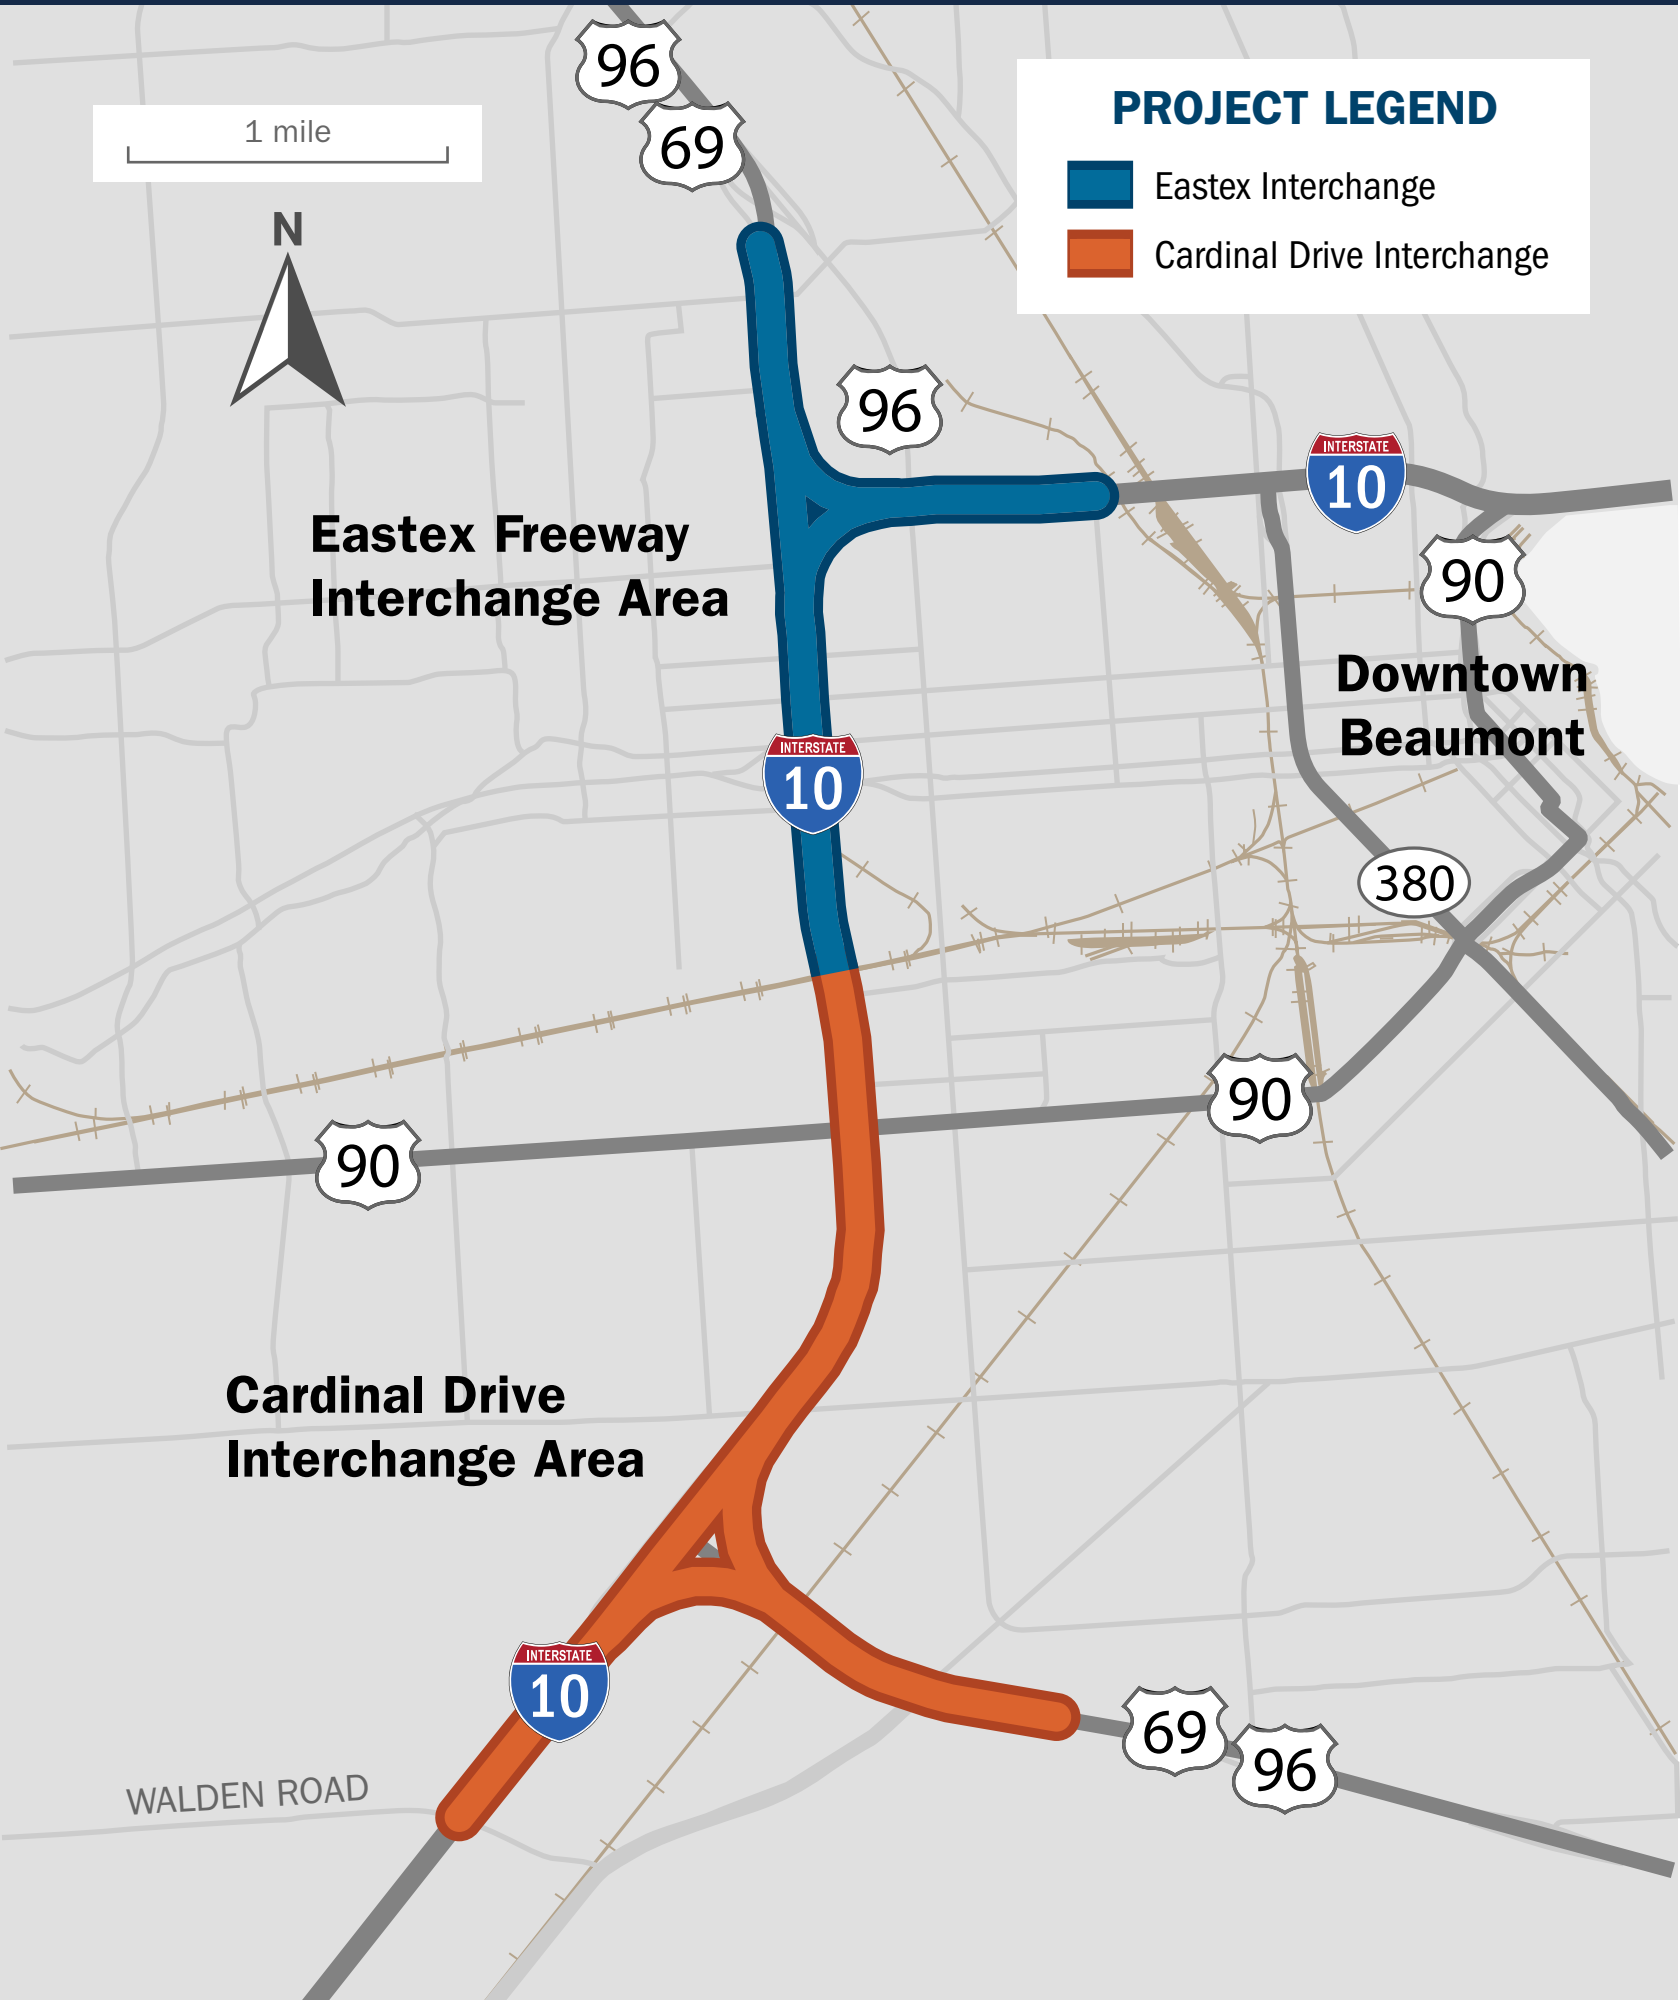 96
69
1 mile
N
PROJECT LEGEND
Eastex Interchange
Cardinal Drive Interchange
96
INTERSTATE
10
Eastex Freeway
Interchange Area
90
Downtown
Beaumont
INTERSTATE
10
380
90
90
Cardinal Drive
Interchange Area
INTERSTATE
10
69
96
WALDEN ROAD